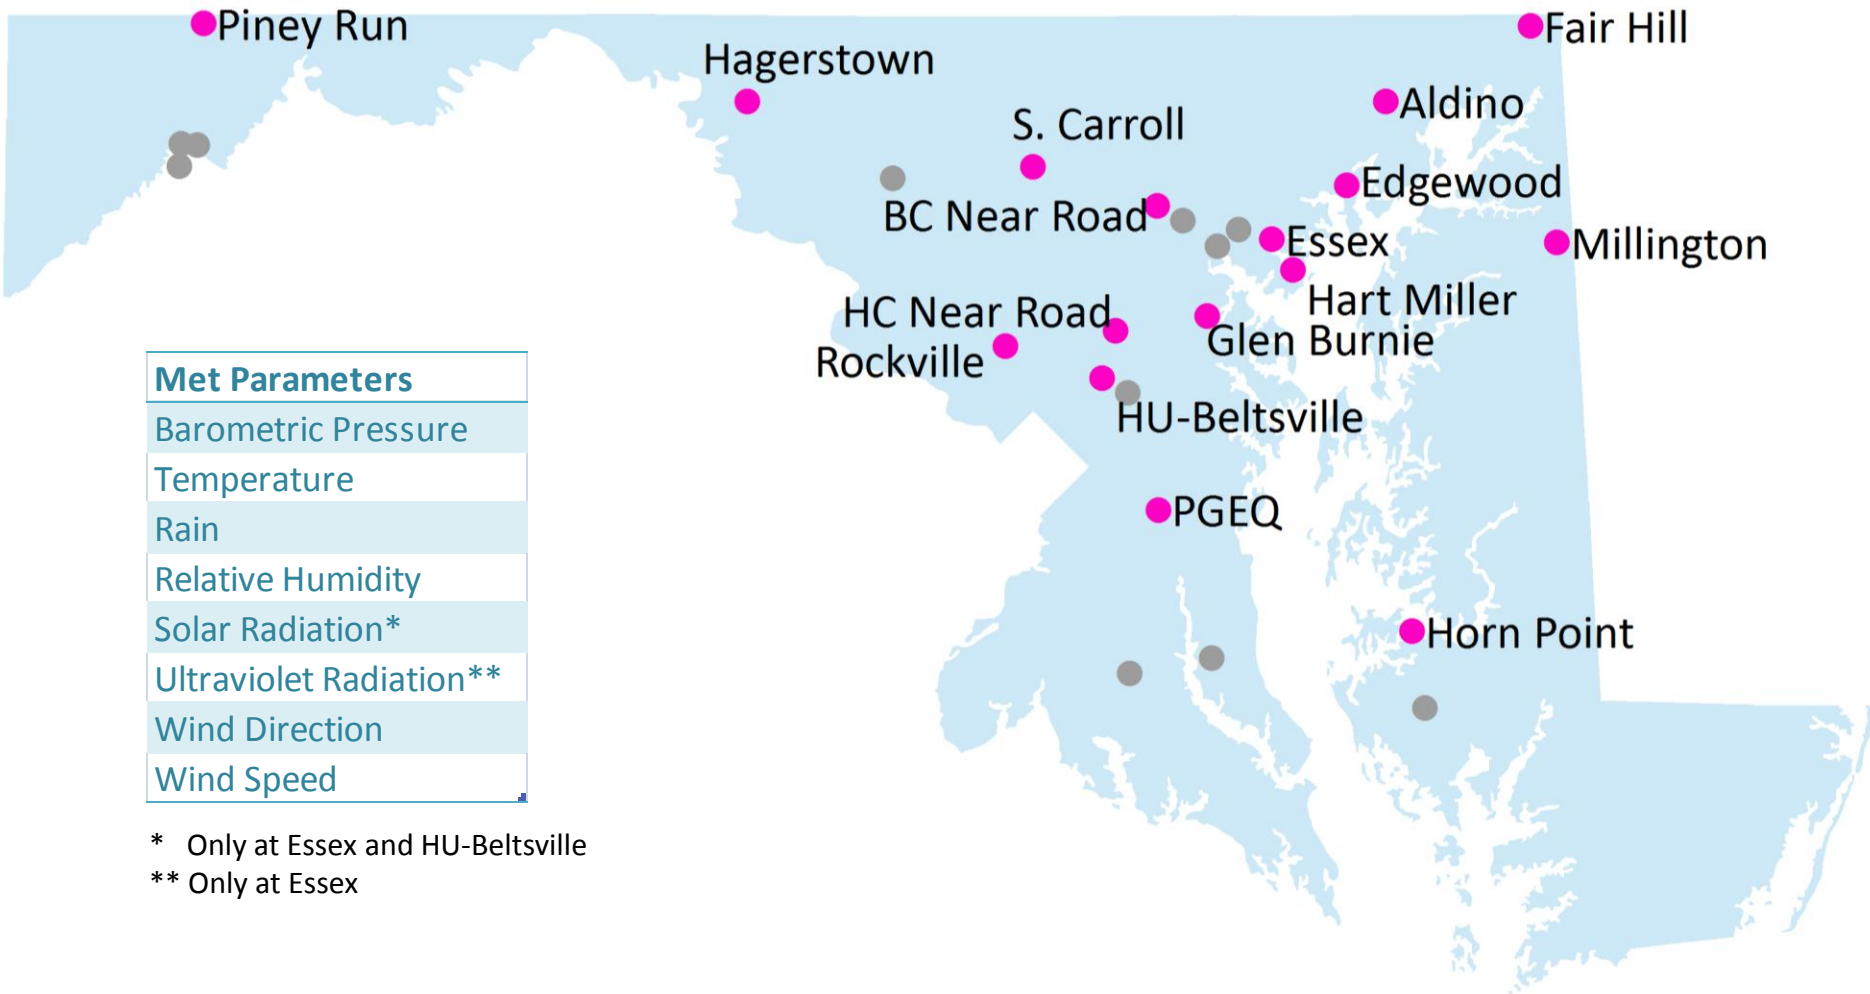 Piney Run
Fair Hill
Hagerstown
Aldino
S. Carroll
Edgewood
BC Near Road
Essex
Millington
Hart Miller
HC Near Road
Glen Burnie
Rockville
HU-Beltsville
PGEQ
Horn Point
Met Parameters
Barometric Pressure
Temperature
Rain
Relative Humidity
Solar Radiation*
Ultraviolet Radiation**
Wind Direction
Wind Speed
* Only at Essex and HU-Beltsville
** Only at Essex